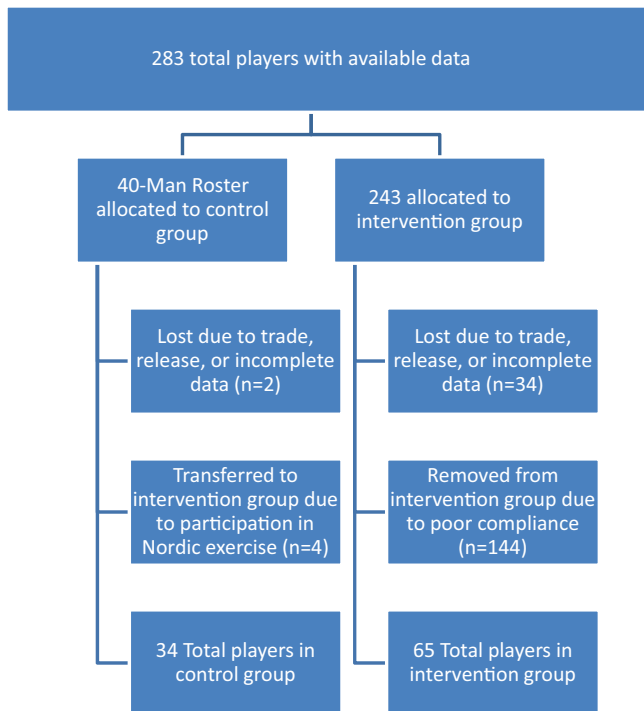 283 total players with available data
40-Man Roster
allocated to control
group
243 allocated to
intervention group
Lost due to trade,
release, or incomplete
data (n=2)
Lost due to trade,
release, or incomplete
data (n=34)
Transferred to
intervention group due
to participation in
Nordic exercise (n=4)
Removed from
intervention group due
to poor compliance
(n=144)
34 Total players in
control group
65 Total players in
intervention group